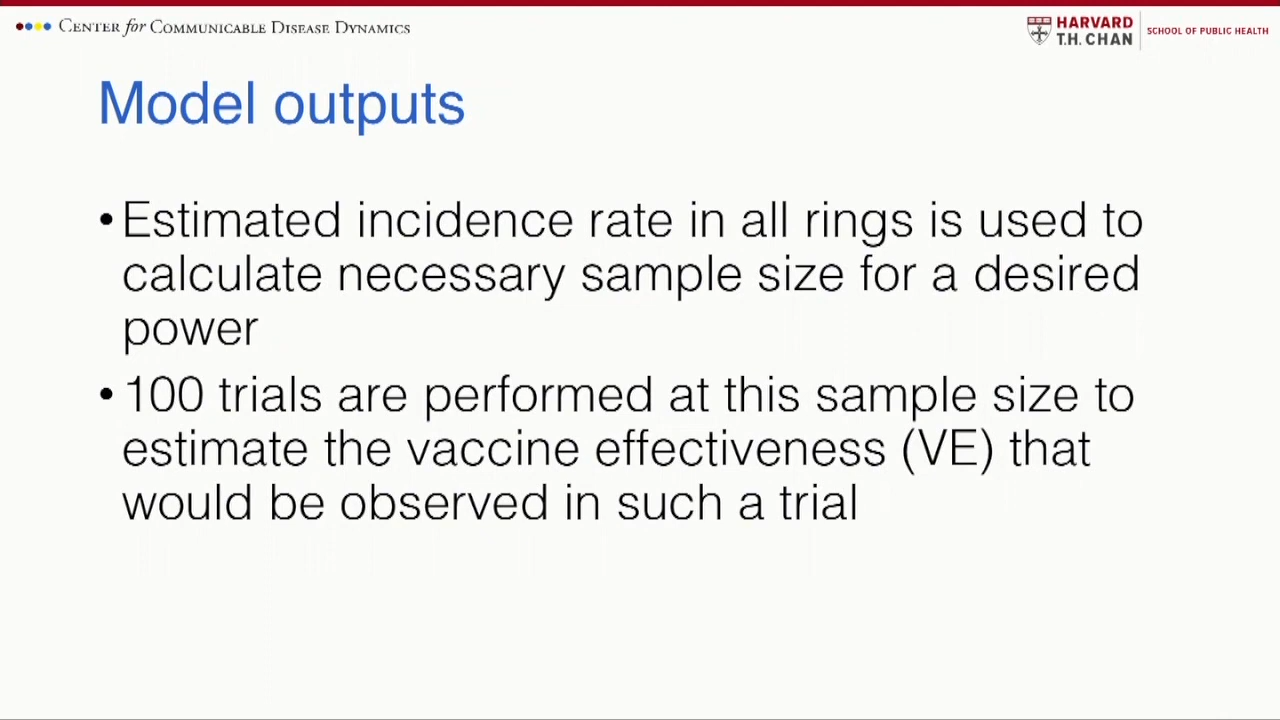 CENTER for COMMUNICABLE DISEASE DYNAMICS
HARVARD
T.H. CHAN
SCHOOL OF PUBLIC HEALTH
Model outputs
•Estimated incidence rate in all rings is used to
calculate necessary sample size for a desired
power
•100 trials are performed at this sample size to
estimate the vaccine effectiveness (VE) that
would be observed in such a trial